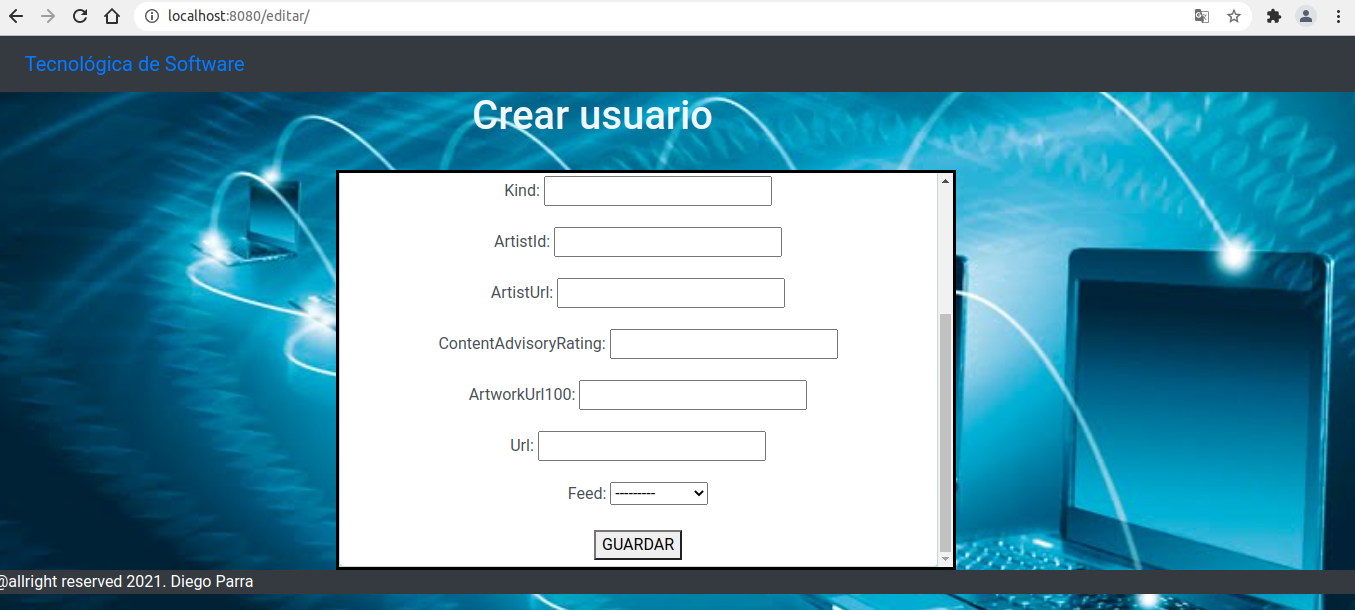 localhost:8080/editar/
Tecnológica de Software
Crear usuario
Kind:
ArtistId:
ArtistUrl:
ContentAdvisoryRating:
ArtworkUrl100:
Url:
Feed: ---------
GUARDAR
@allright reserved 2021. Diego Parra